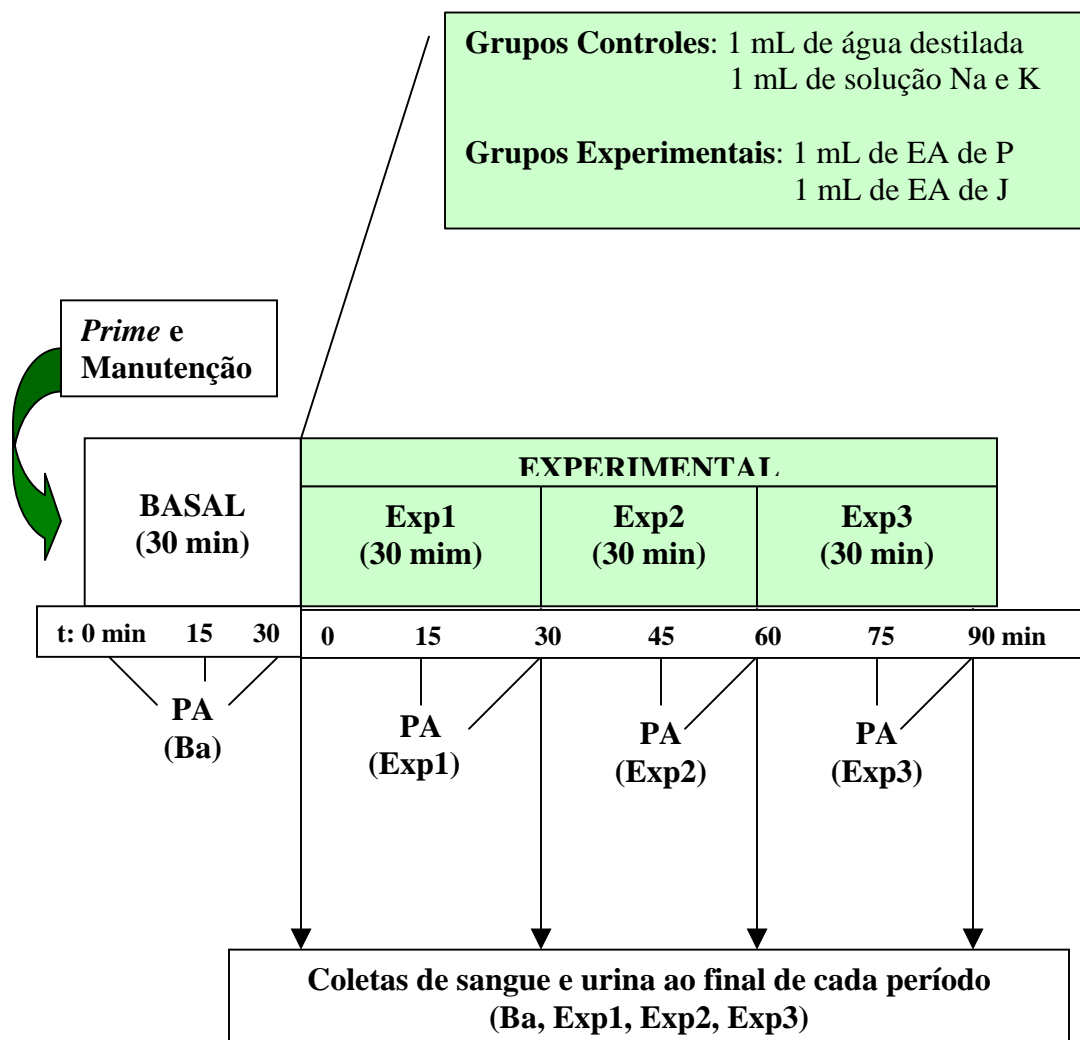 Grupos Controles: 1 mL de água destilada
1 mL de solução Na e K
Grupos Experimentais: 1 mL de EA de P
1 mL de EA de J
Prime e
Manutenção
EXPERIMENTAL
BASAL
(30 min)
Exp1
(30 mim)
Exp2
(30 min)
Exp3
(30 min)
t: 0 min 15 30
0 15 30 45 60 75 90 min
PA
(Ba)
PA
(Exp1)
PA
(Exp2)
PA
(Exp3)
Coletas de sangue e urina ao final de cada período
(Ba, Exp1, Exp2, Exp3)